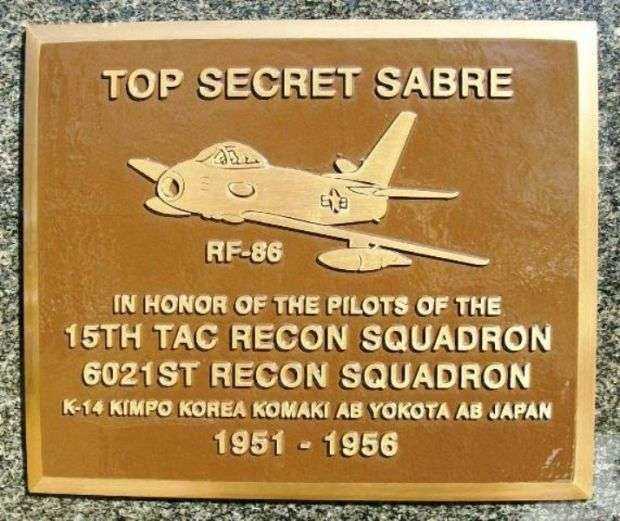 TOP SECRET SABRE
RF-86
IN HONOR OF THE PILOTS OF THE
15TH TAC RECON SQUADRON
6021ST RECON SQUADRON
K-14 KIMPO KOREA KOMAKI AB YOKOTA AB JAPAN
1951 - 1956